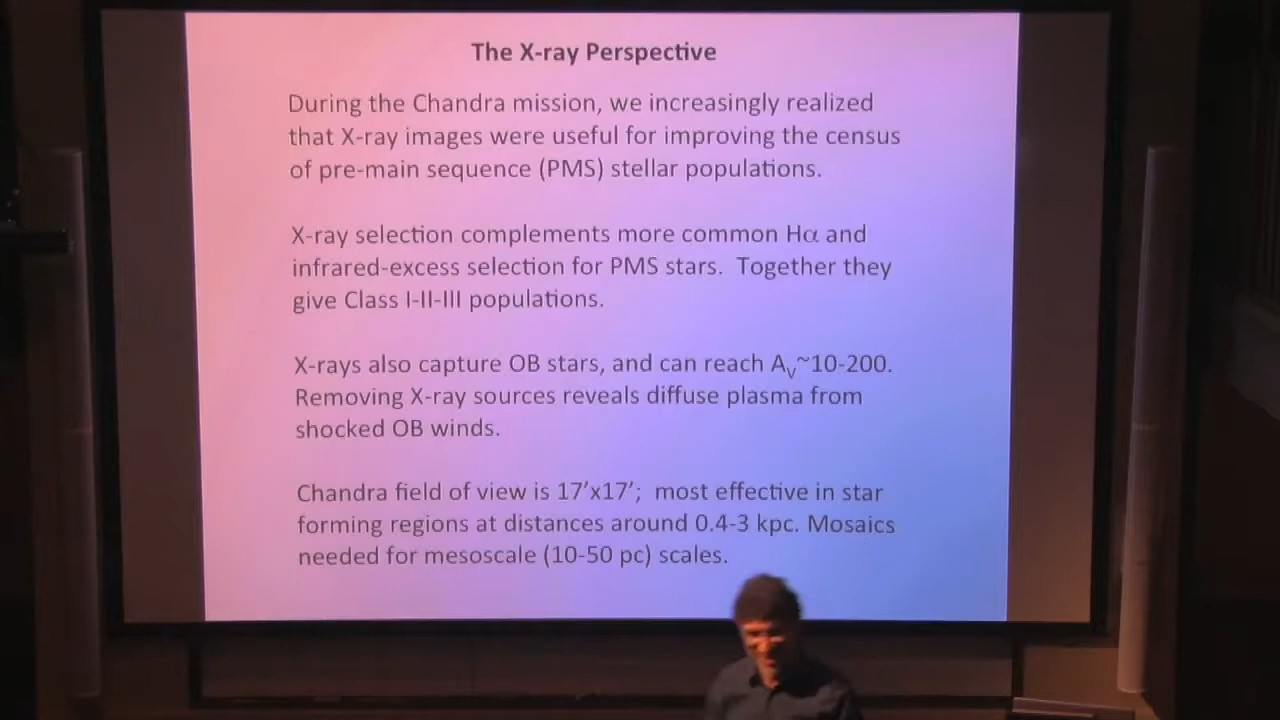 The X-ray Perspective
During the Chandra mission, we increasingly realized
that X-ray images were useful for improving the census
of pre-main sequence (PMS) stellar populations.
X-ray selection complements more common Hα and
infrared-excess selection for PMS stars.  Together they
give Class I-II-III populations.
X-rays also capture OB stars, and can reach Av~10-200.
Removing X-ray sources reveals diffuse plasma from
shocked OB winds.
Chandra field of view is 17’x17’;  most effective in star
forming regions at distances around 0.4-3 kpc. Mosaics
needed for mesoscale (10-50 pc) scales.